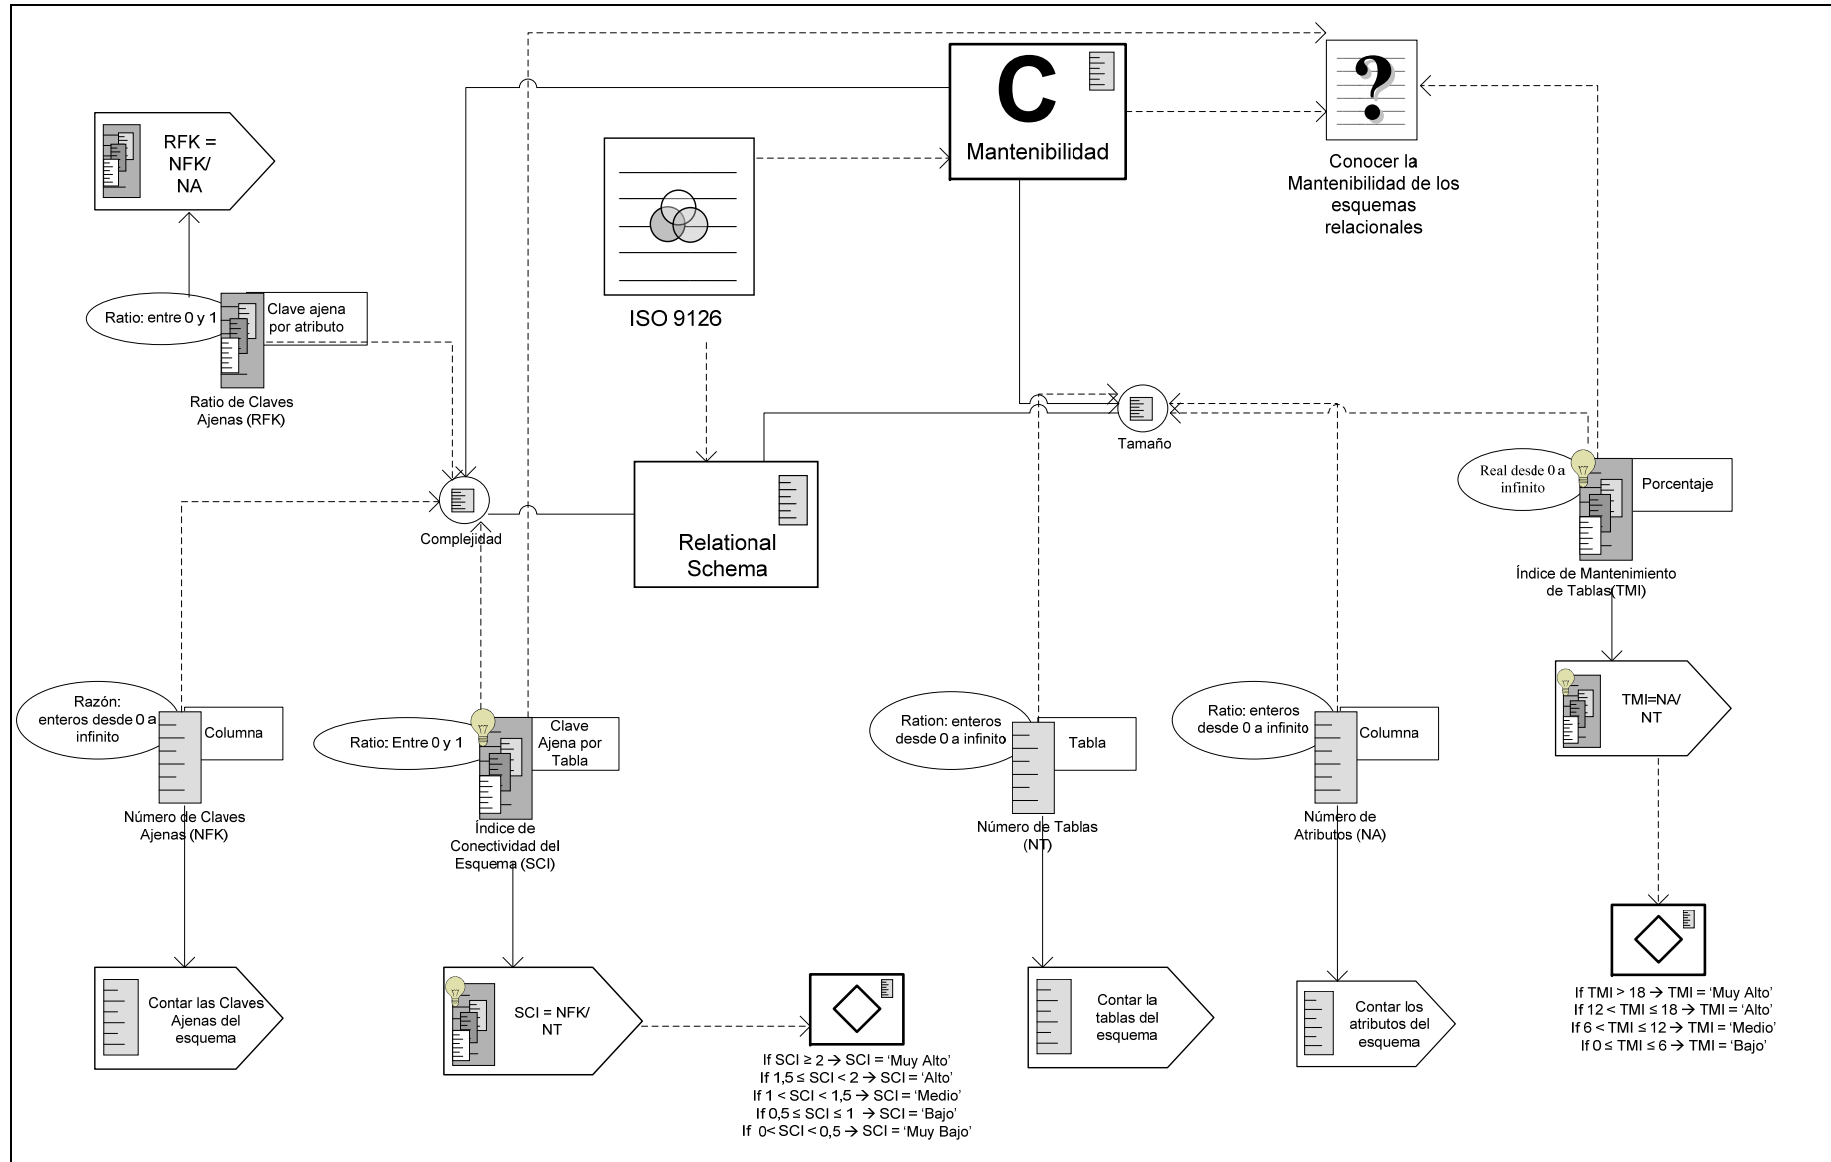 C
Mantenibilidad
?
Conocer la
Mantenibilidad de los
esquemas
relacionales
RFK =
NFK/
NA
ISO 9126
Ratio: entre 0 y 1
Clave ajena
por atributo
Ratio de Claves
Ajenas (RFK)
Tamaño
Real desde 0 a
infinito
Porcentaje
Complejidad
Relational
Schema
Índice de Mantenimiento
de Tablas(TMI)
Razón:
enteros desde 0 a
infinito
Columna
Número de Claves
Ajenas (NFK)
Ratio: Entre 0 y 1
Clave
Ajena por
Tabla
Índice de
Conectividad del
Esquema (SCI)
Ration: enteros
desde 0 a infinito
Tabla
Número de Tablas
(NT)
Ratio: enteros
desde 0 a infinito
Columna
Número de
Atributos (NA)
TMI=NA/
NT
Contar las Claves
Ajenas del
esquema
SCI = NFK/
NT
If SCI ≥ 2 → SCI = ‘Muy Alto’
If 1,5 ≤ SCI < 2 → SCI = ‘Alto’
If 1 < SCI < 1,5 → SCI = ‘Medio’
If 0,5 ≤ SCI ≤ 1 → SCI = ‘Bajo’
If 0< SCI < 0,5 → SCI = ‘Muy Bajo’
Contar la
tablas del
esquema
Contar los
atributos del
esquema
If TMI > 18 → TMI = ‘Muy Alto’
If 12 < TMI ≤ 18 → TMI = ‘Alto’
If 6 < TMI ≤ 12 → TMI = ‘Medio’
If 0 ≤ TMI ≤ 6 → TMI = ‘Bajo’